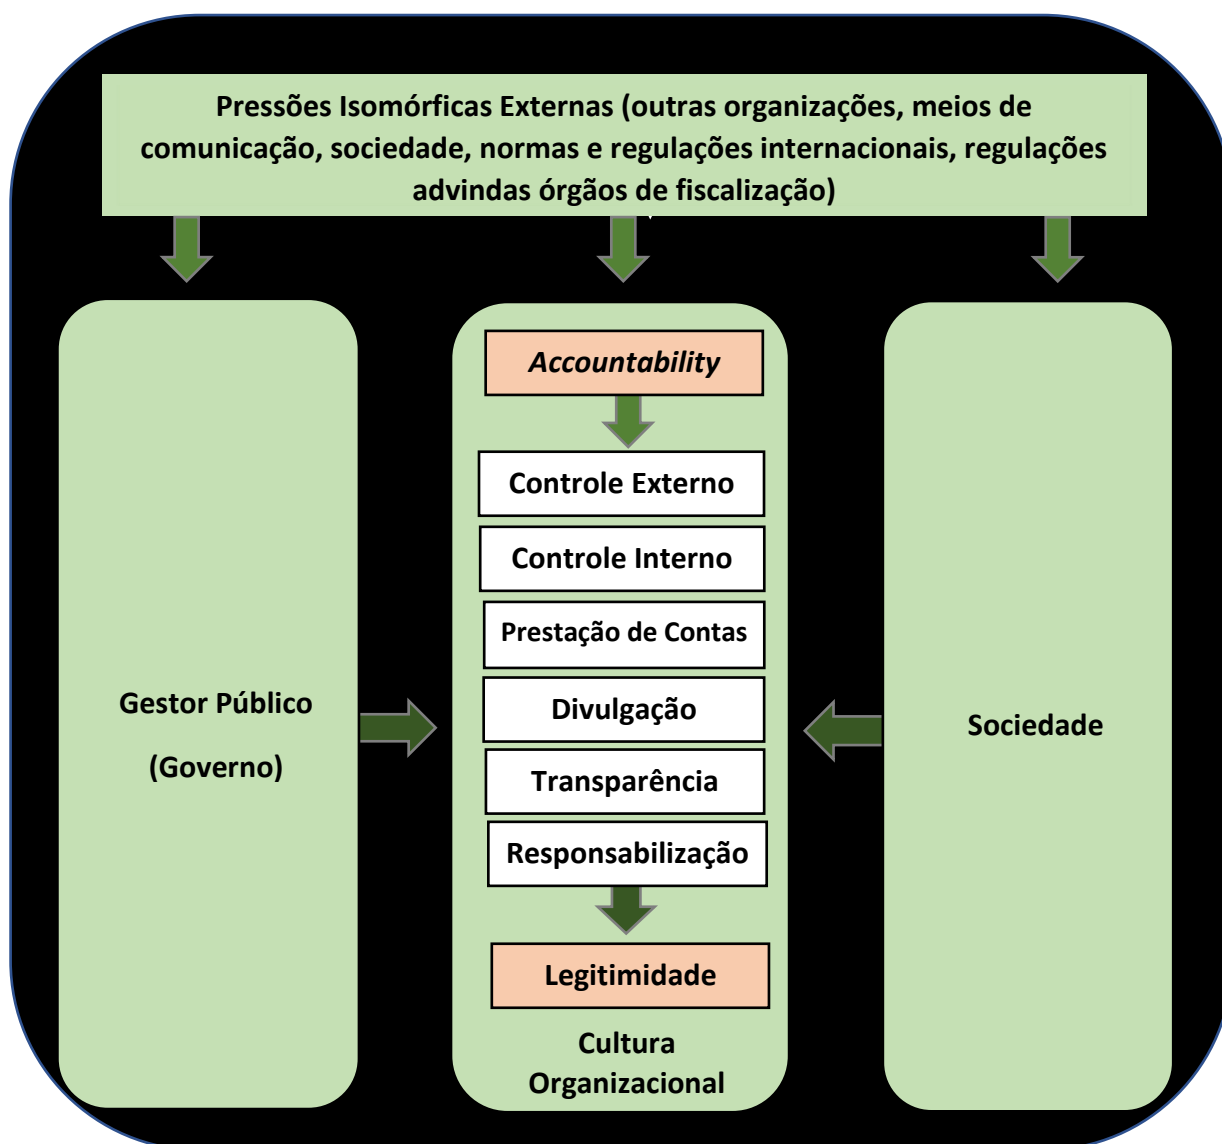 Pressões Isomórficas Externas (outras organizações, meios de
comunicação, sociedade, normas e regulações internacionais, regulações
advindas órgãos de fiscalização)
Accountability
Controle Externo
Controle Interno
Prestação de Contas
Divulgação
Transparência
Responsabilização
Legitimidade
Cultura
Organizacional
Gestor Público
(Governo)
Sociedade